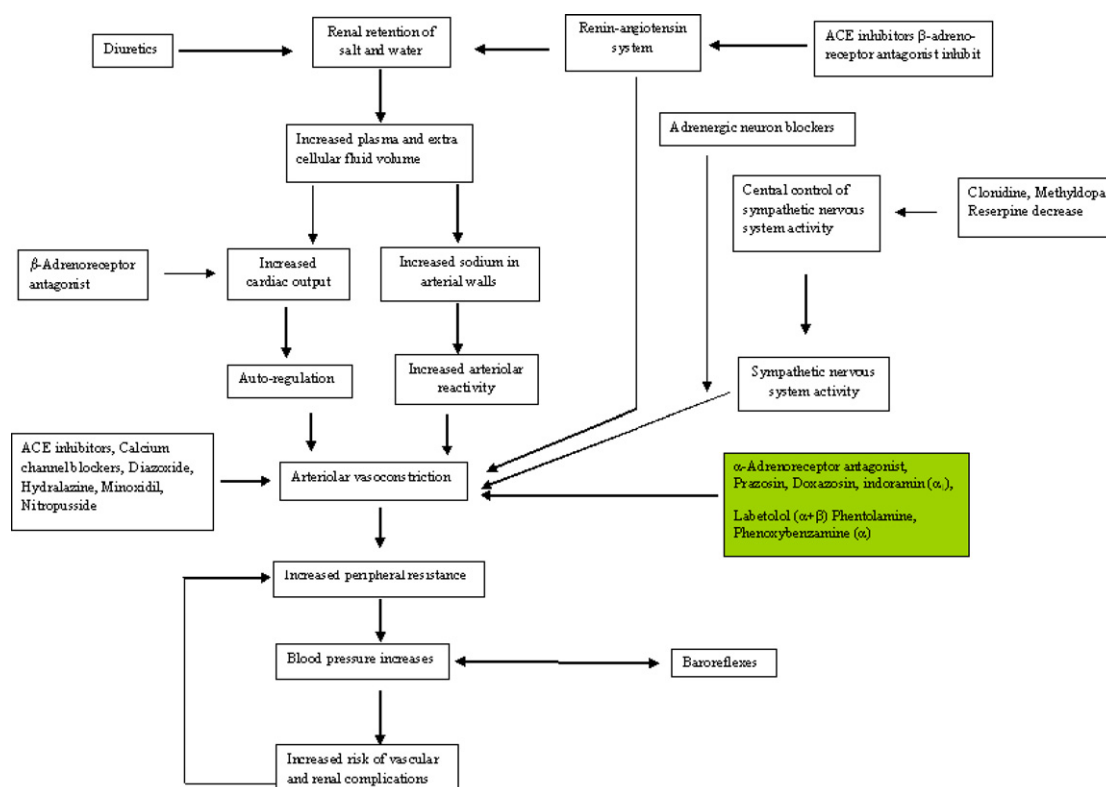 Diuretics
Renal retention of
salt and water
Renin-angiotensin
system
ACE inhibitors β-adreno-
receptor antagonist inhibit
Increased plasma and extra
cellular fluid volume
Adrenergic neuron blockers
Central control of
sympathetic nervous
system activity
Clonidine, Methyldopa
Reserpine decrease
β-Adrenoreceptor
antagonist
Increased
cardiac output
Increased sodium in
arterial walls
Auto-regulation
Increased arteriolar
reactivity
Sympathetic nervous
system activity
ACE inhibitors, Calcium
channelblockers, Diazoxide,
Hydralazine, Minoxidil,
Nitropusside
Arteriolar vasoconstriction
α-Adrenoreceptor antagonist,
Prazosin, Doxazosin, indoramin (α₁),
Labetolol (α+β) Phentolamine,
Phenoxybenzamine (α)
Increased peripheral resistance
Blood pressure increases
Baroreflexes
Increased risk of vascular
and renal complications